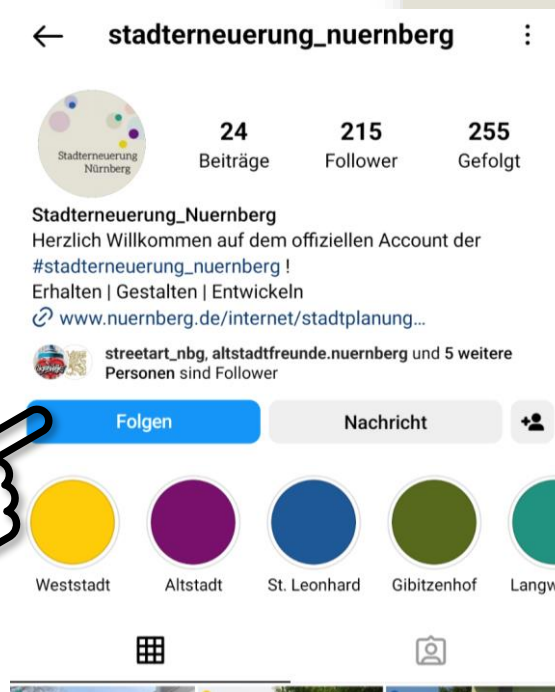 stadterneuerung_nuernberg
Stadterneuerung
Nürnberg
24 215 255
Beiträge Follower Gefolgt
Stadterneuerung_Nuernberg
Herzlich Willkommen auf dem offiziellen Account der
#stadterneuerung_nuernberg !
Erhalten | Gestalten | Entwickeln
www.nuernberg.de/internet/stadtplanung...
streetart_nbg, altstadtfreunde.nuernberg und 5 weitere
Personen sind Follower
Folgen Nachricht
Weststadt Altstadt St. Leonhard Gibitzenhof Langw